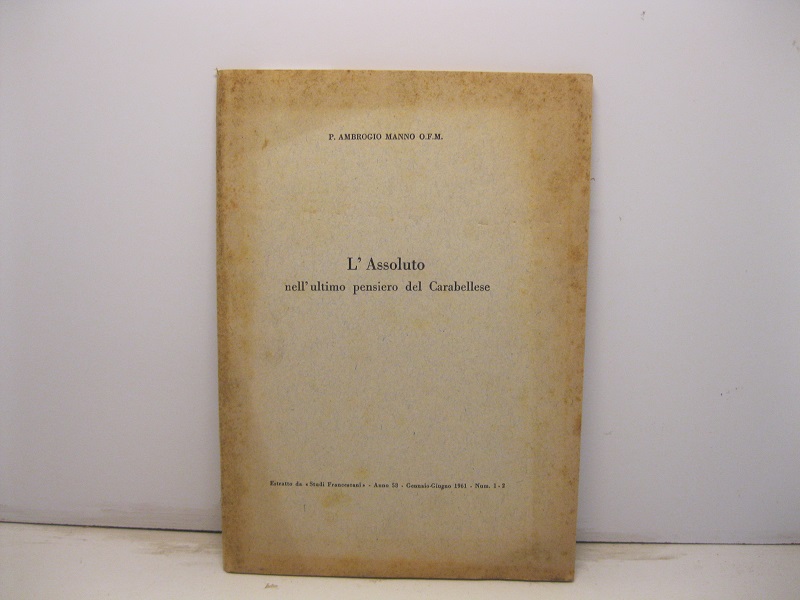 P. AMBROGIO MANNO O.F.M.
L' Assoluto
nell' ultimo pensiero del Carabellese
Estratto da «Studi Francescani» - Anno 58 - Gennaio-Giugno 1961 - Num. 1 - 2